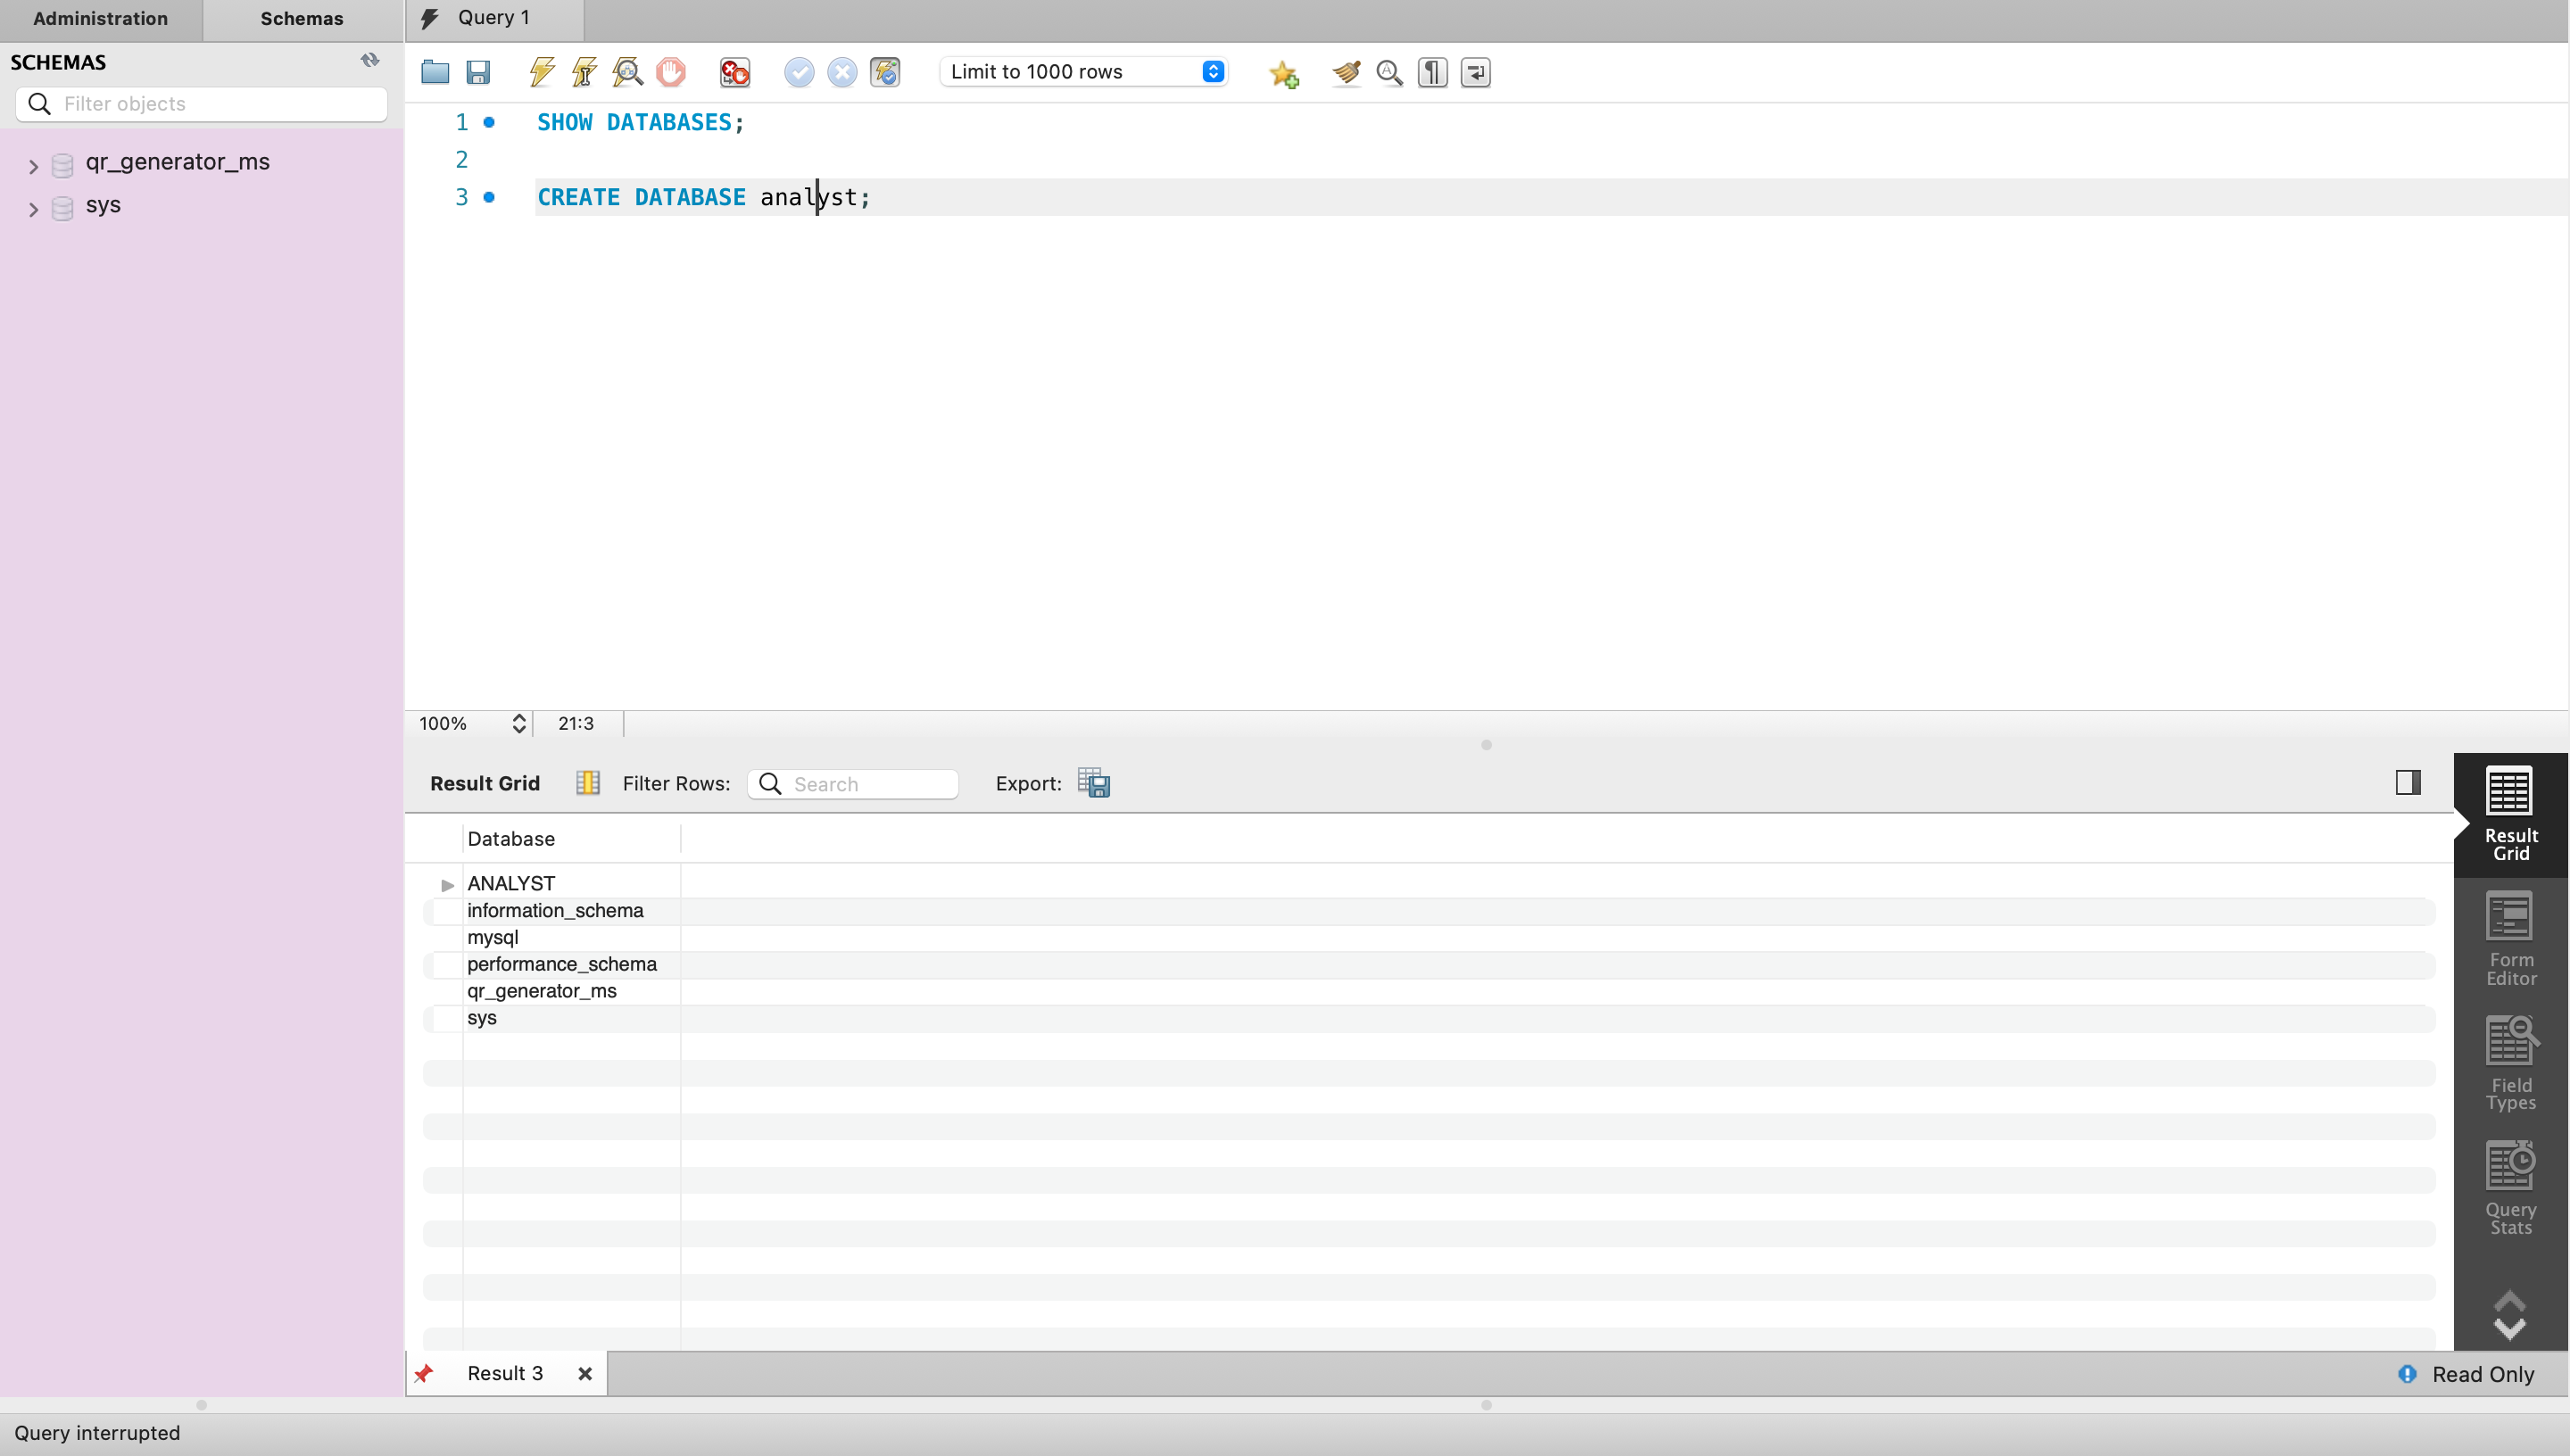 Administration
Schemas
Query 1
SCHEMAS
Filter objects
qr_generator_ms
sys
Limit to 1000 rows
1 SHOW DATABASES;
2
3 CREATE DATABASE analyst;
100% 21:3
Result Grid Filter Rows: Search Export:
Database
ANALYST
information_schema
mysql
performance_schema
qr_generator_ms
sys
Result
Grid
Form
Editor
Field
Types
Query
Stats
Result 3
Read Only
Query interrupted